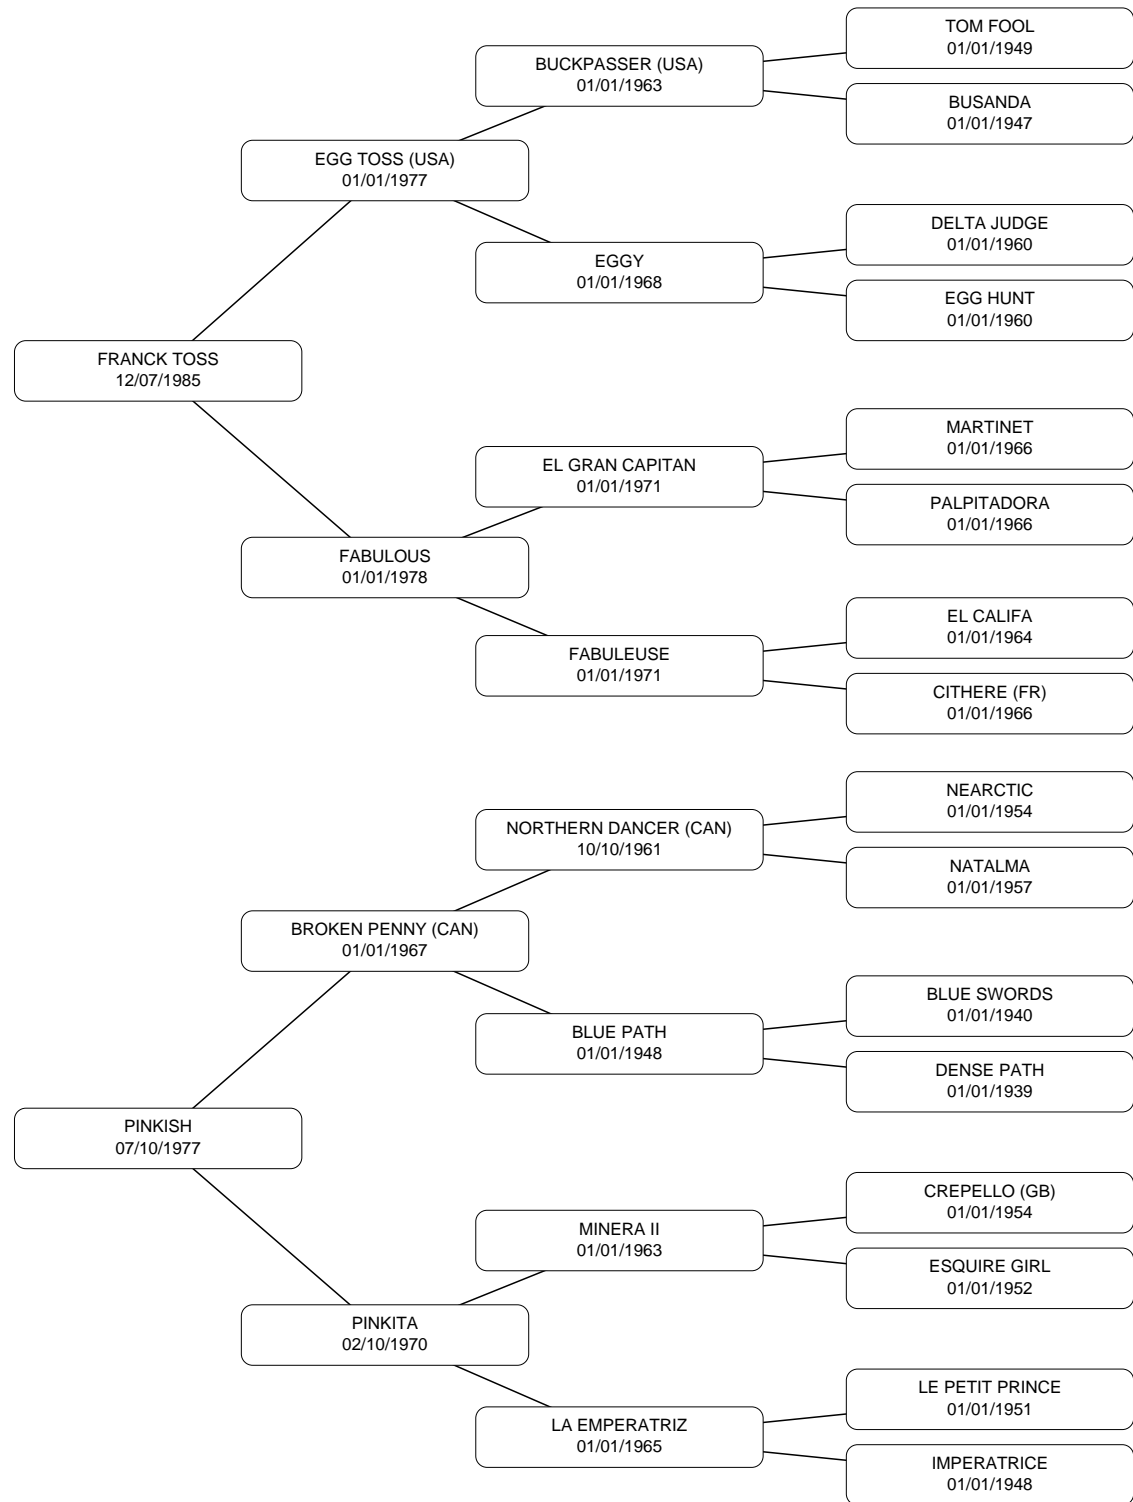 TOM FOOL
01/01/1949
BUCKPASSER (USA)
01/01/1963
BUSANDA
01/01/1947
EGG TOSS (USA)
01/01/1977
DELTA JUDGE
01/01/1960
EGGY
01/01/1968
EGG HUNT
01/01/1960
FRANCK TOSS
12/07/1985
MARTINET
01/01/1966
EL GRAN CAPITAN
01/01/1971
PALPITADORA
01/01/1966
FABULOUS
01/01/1978
EL CALIFA
01/01/1964
FABULEUSE
01/01/1971
CITHERE (FR)
01/01/1966
NEARCTIC
01/01/1954
NORTHERN DANCER (CAN)
10/10/1961
NATALMA
01/01/1957
BROKEN PENNY (CAN)
01/01/1967
BLUE SWORDS
01/01/1940
BLUE PATH
01/01/1948
DENSE PATH
01/01/1939
PINKISH
07/10/1977
CREPELLO (GB)
01/01/1954
MINERA II
01/01/1963
ESQUIRE GIRL
01/01/1952
PINKITA
02/10/1970
LE PETIT PRINCE
01/01/1951
LA EMPERATRIZ
01/01/1965
IMPERATRICE
01/01/1948